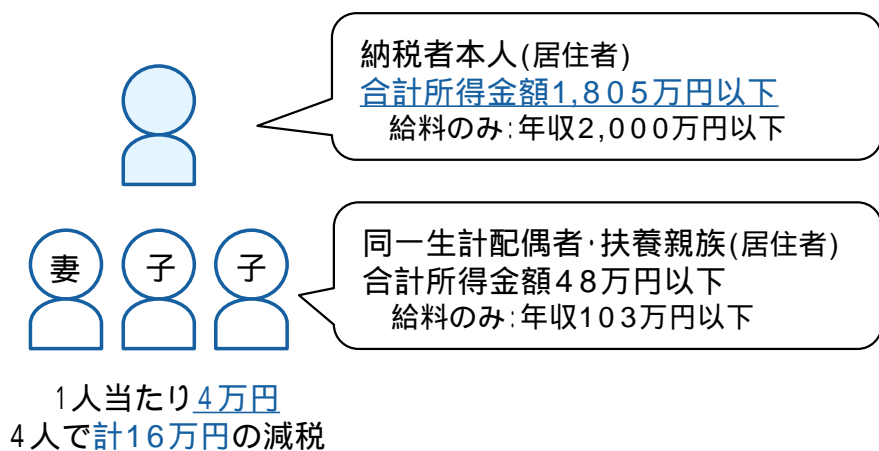 納税者本人(居住者)
合計所得金額1,805万円以下
給料のみ:年収2,000万円以下
妻 子 子
同一生計配偶者・扶養親族(居住者)
合計所得金額48万円以下
給料のみ:年収103万円以下
1人当たり4万円
4人で計16万円の減税